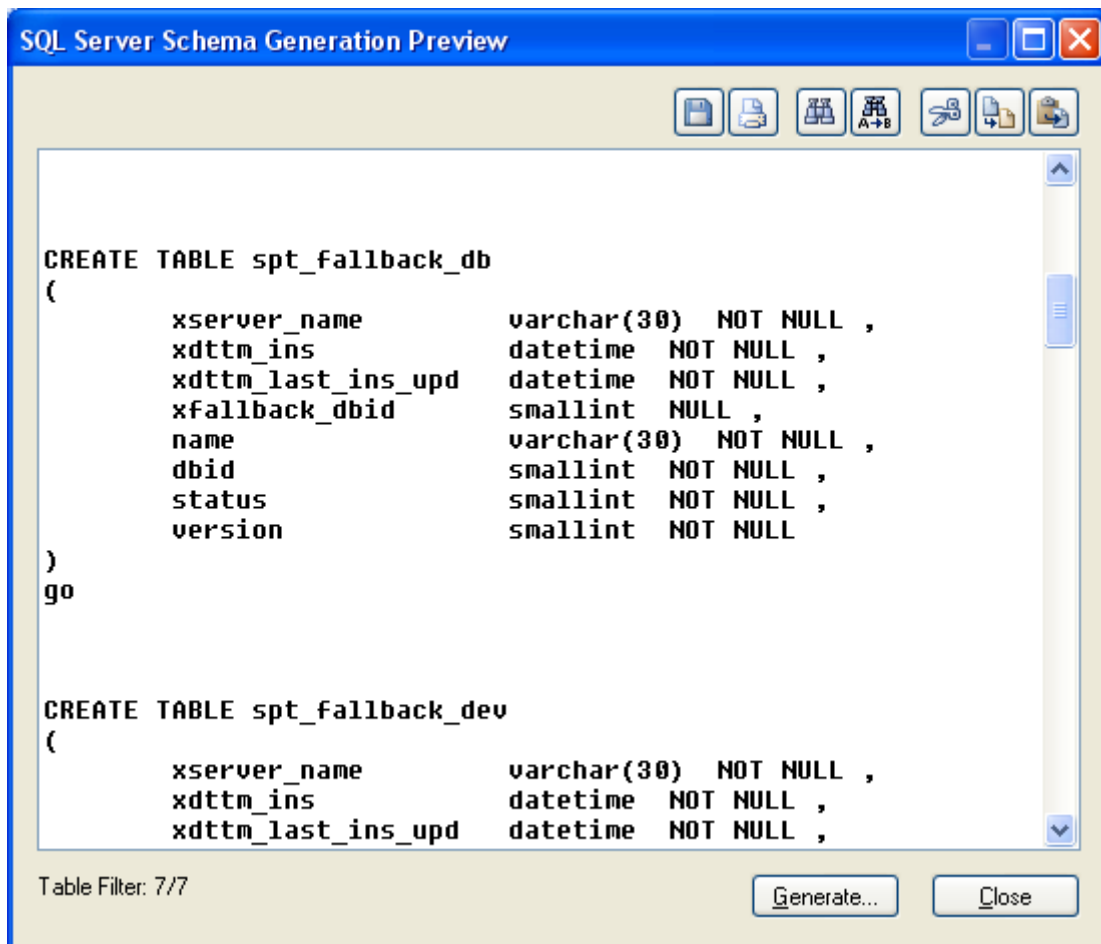 SQL Server Schema Generation Preview
A→B
CREATE TABLE spt_fallback_db
(
xserver_name varchar(30) NOT NULL ,
xdttm_ins datetime NOT NULL ,
xdttm_last_ins_upd datetime NOT NULL ,
xfallback_dbid smallint NULL ,
name varchar(30) NOT NULL ,
dbid smallint NOT NULL ,
status smallint NOT NULL ,
version smallint NOT NULL
)
go
CREATE TABLE spt_fallback_dev
(
xserver_name varchar(30) NOT NULL ,
xdttm_ins datetime NOT NULL ,
xdttm_last_ins_upd datetime NOT NULL ,
Table Filter: 7/7
Generate...
Close